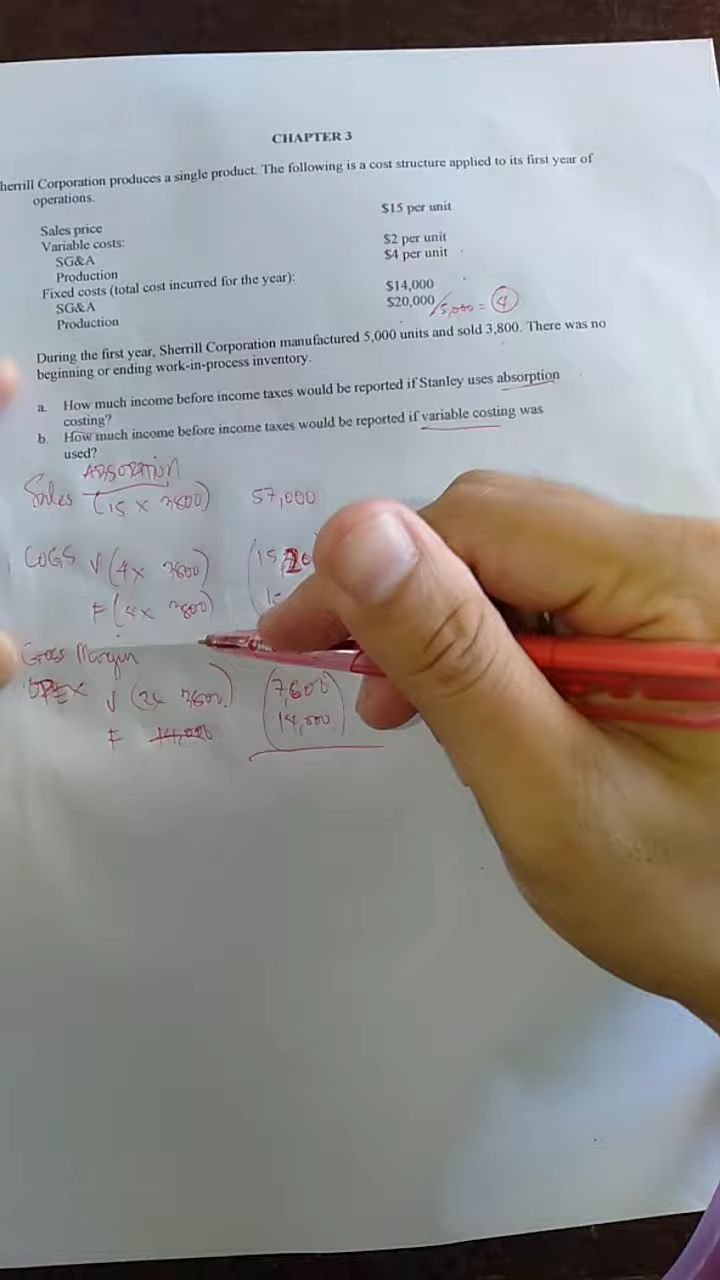 CHAPTER 3
herrill Corporation produces a single product. The following is a cost structure applied to its first year of
operations.
Sales price $15 per unit
Variable costs:
SG&A $2 per unit
Production $4 per unit
Fixed costs (total cost incurred for the year):
SG&A $14,000
Production $20,000 /5,000 = 4
During the first year, Sherrill Corporation manufactured 5,000 units and sold 3,800. There was no
beginning or ending work-in-process inventory.
a. How much income before income taxes would be reported if Stanley uses absorption
costing?
b. How much income before income taxes would be reported if variable costing was
used?
ABSORPTION
Sales (15 x 3800) 57,000
COGS V (4x 3800) (15,20
F (4x 3800)
Gross Margin
OPEX V (2x 3800) (7,600)
F 14,000 (14,000)